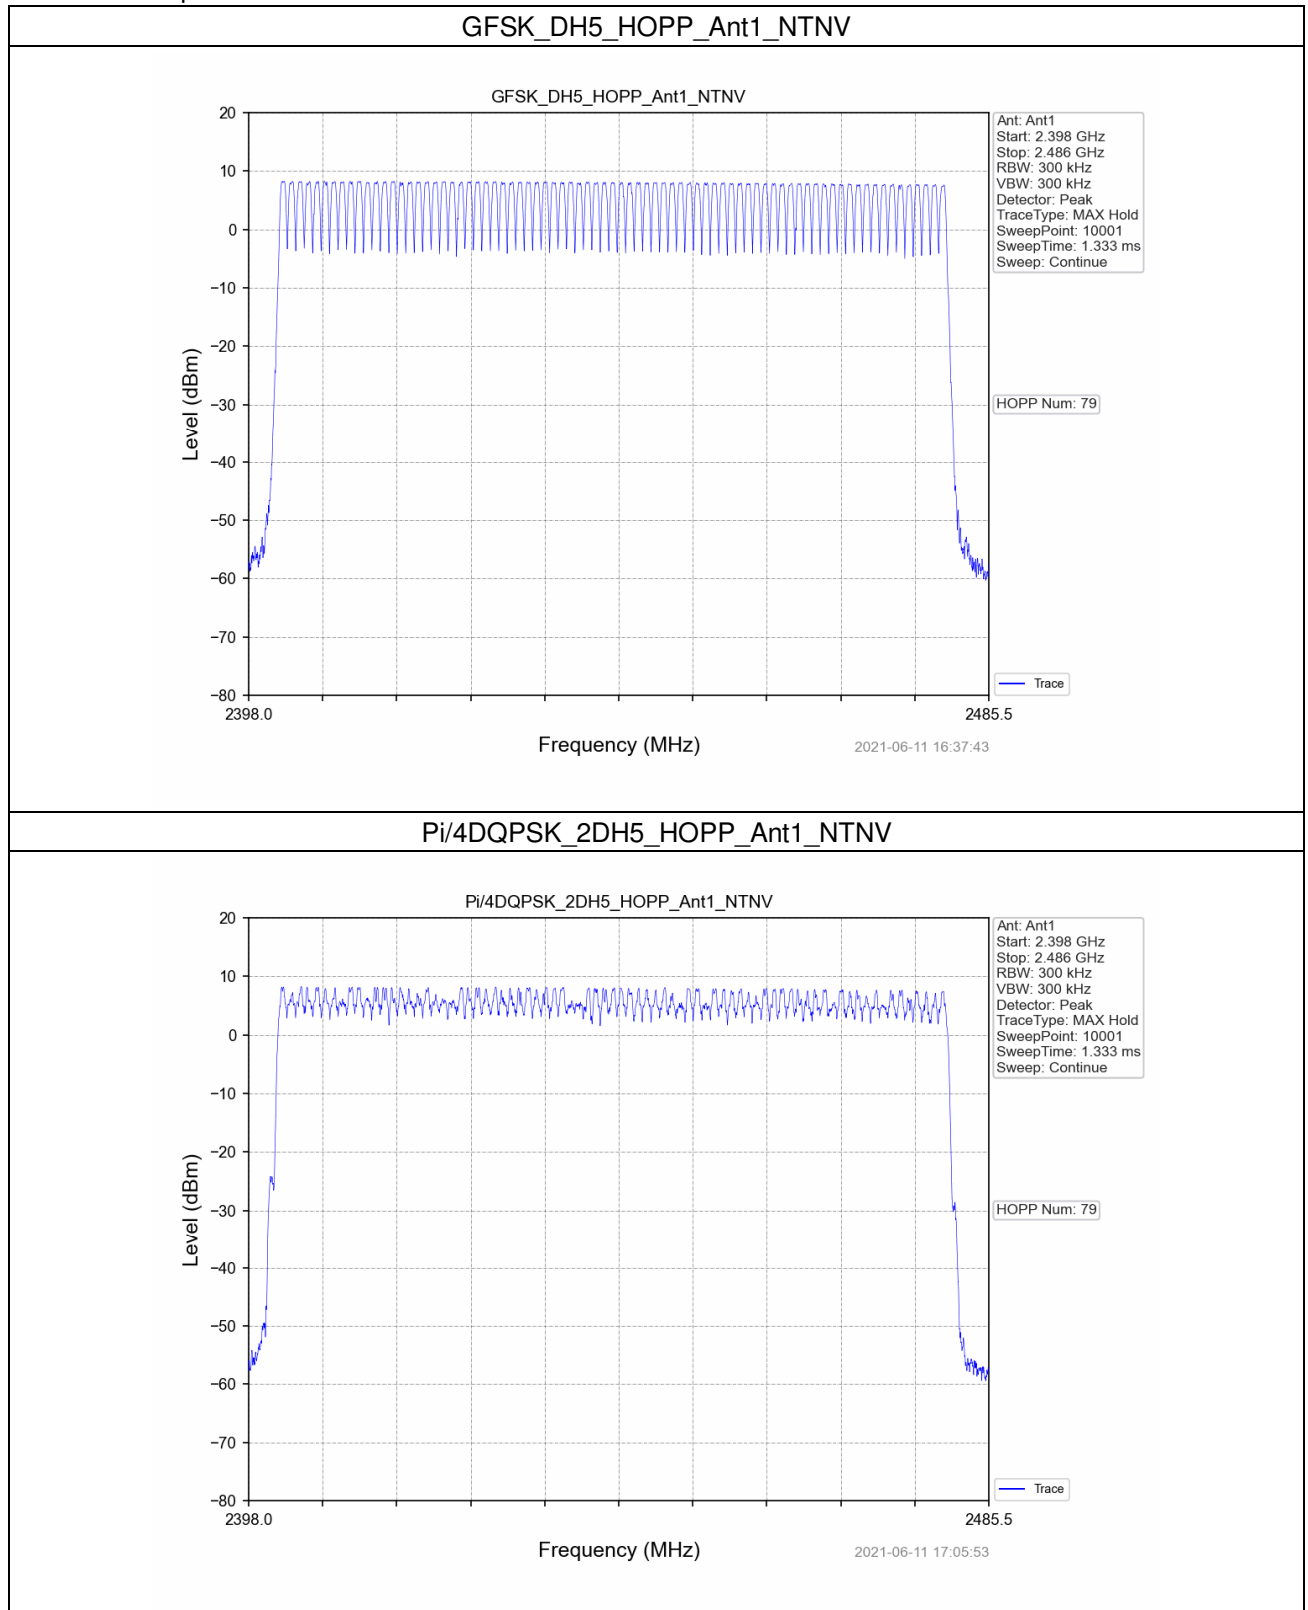 GFSK_DH5_HOPP_Ant1_NTNV
GFSK_DH5_HOPP_Ant1_NTNV
20
10
0
−10
−20
−30
−40
−50
−60
−70
−80
Level (dBm)
2398.0
2485.5
Frequency (MHz)
2021-06-11 16:37:43
Ant: Ant1
Start: 2.398 GHz
Stop: 2.486 GHz
RBW: 300 kHz
VBW: 300 kHz
Detector: Peak
TraceType: MAX Hold
SweepPoint: 10001
SweepTime: 1.333 ms
Sweep: Continue
HOPP Num: 79
Trace
Pi/4DQPSK_2DH5_HOPP_Ant1_NTNV
Pi/4DQPSK_2DH5_HOPP_Ant1_NTNV
20
10
0
−10
−20
−30
−40
−50
−60
−70
−80
Level (dBm)
2398.0
2485.5
Frequency (MHz)
2021-06-11 17:05:53
Ant: Ant1
Start: 2.398 GHz
Stop: 2.486 GHz
RBW: 300 kHz
VBW: 300 kHz
Detector: Peak
TraceType: MAX Hold
SweepPoint: 10001
SweepTime: 1.333 ms
Sweep: Continue
HOPP Num: 79
Trace